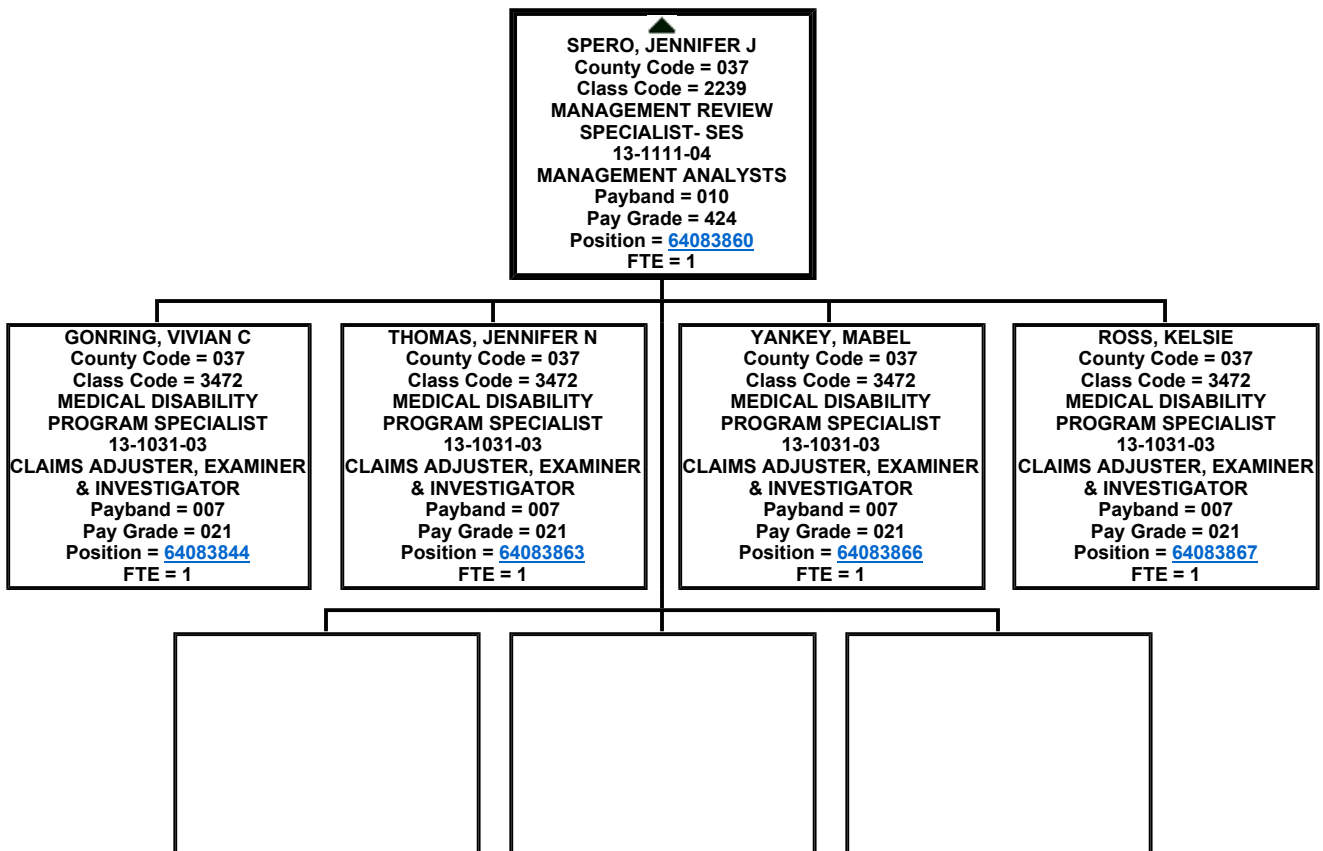 SPERO, JENNIFER J
County Code = 037
Class Code = 2239
MANAGEMENT REVIEW
SPECIALIST- SES
13-1111-04
MANAGEMENT ANALYSTS
Payband = 010
Pay Grade = 424
Position = 64083860
FTE = 1
GONRING, VIVIAN C
County Code = 037
Class Code = 3472
MEDICAL DISABILITY
PROGRAM SPECIALIST
13-1031-03
CLAIMS ADJUSTER, EXAMINER
& INVESTIGATOR
Payband = 007
Pay Grade = 021
Position = 64083844
FTE = 1
THOMAS, JENNIFER N
County Code = 037
Class Code = 3472
MEDICAL DISABILITY
PROGRAM SPECIALIST
13-1031-03
CLAIMS ADJUSTER, EXAMINER
& INVESTIGATOR
Payband = 007
Pay Grade = 021
Position = 64083863
FTE = 1
YANKEY, MABEL
County Code = 037
Class Code = 3472
MEDICAL DISABILITY
PROGRAM SPECIALIST
13-1031-03
CLAIMS ADJUSTER, EXAMINER
& INVESTIGATOR
Payband = 007
Pay Grade = 021
Position = 64083866
FTE = 1
ROSS, KELSIE
County Code = 037
Class Code = 3472
MEDICAL DISABILITY
PROGRAM SPECIALIST
13-1031-03
CLAIMS ADJUSTER, EXAMINER
& INVESTIGATOR
Payband = 007
Pay Grade = 021
Position = 64083867
FTE = 1